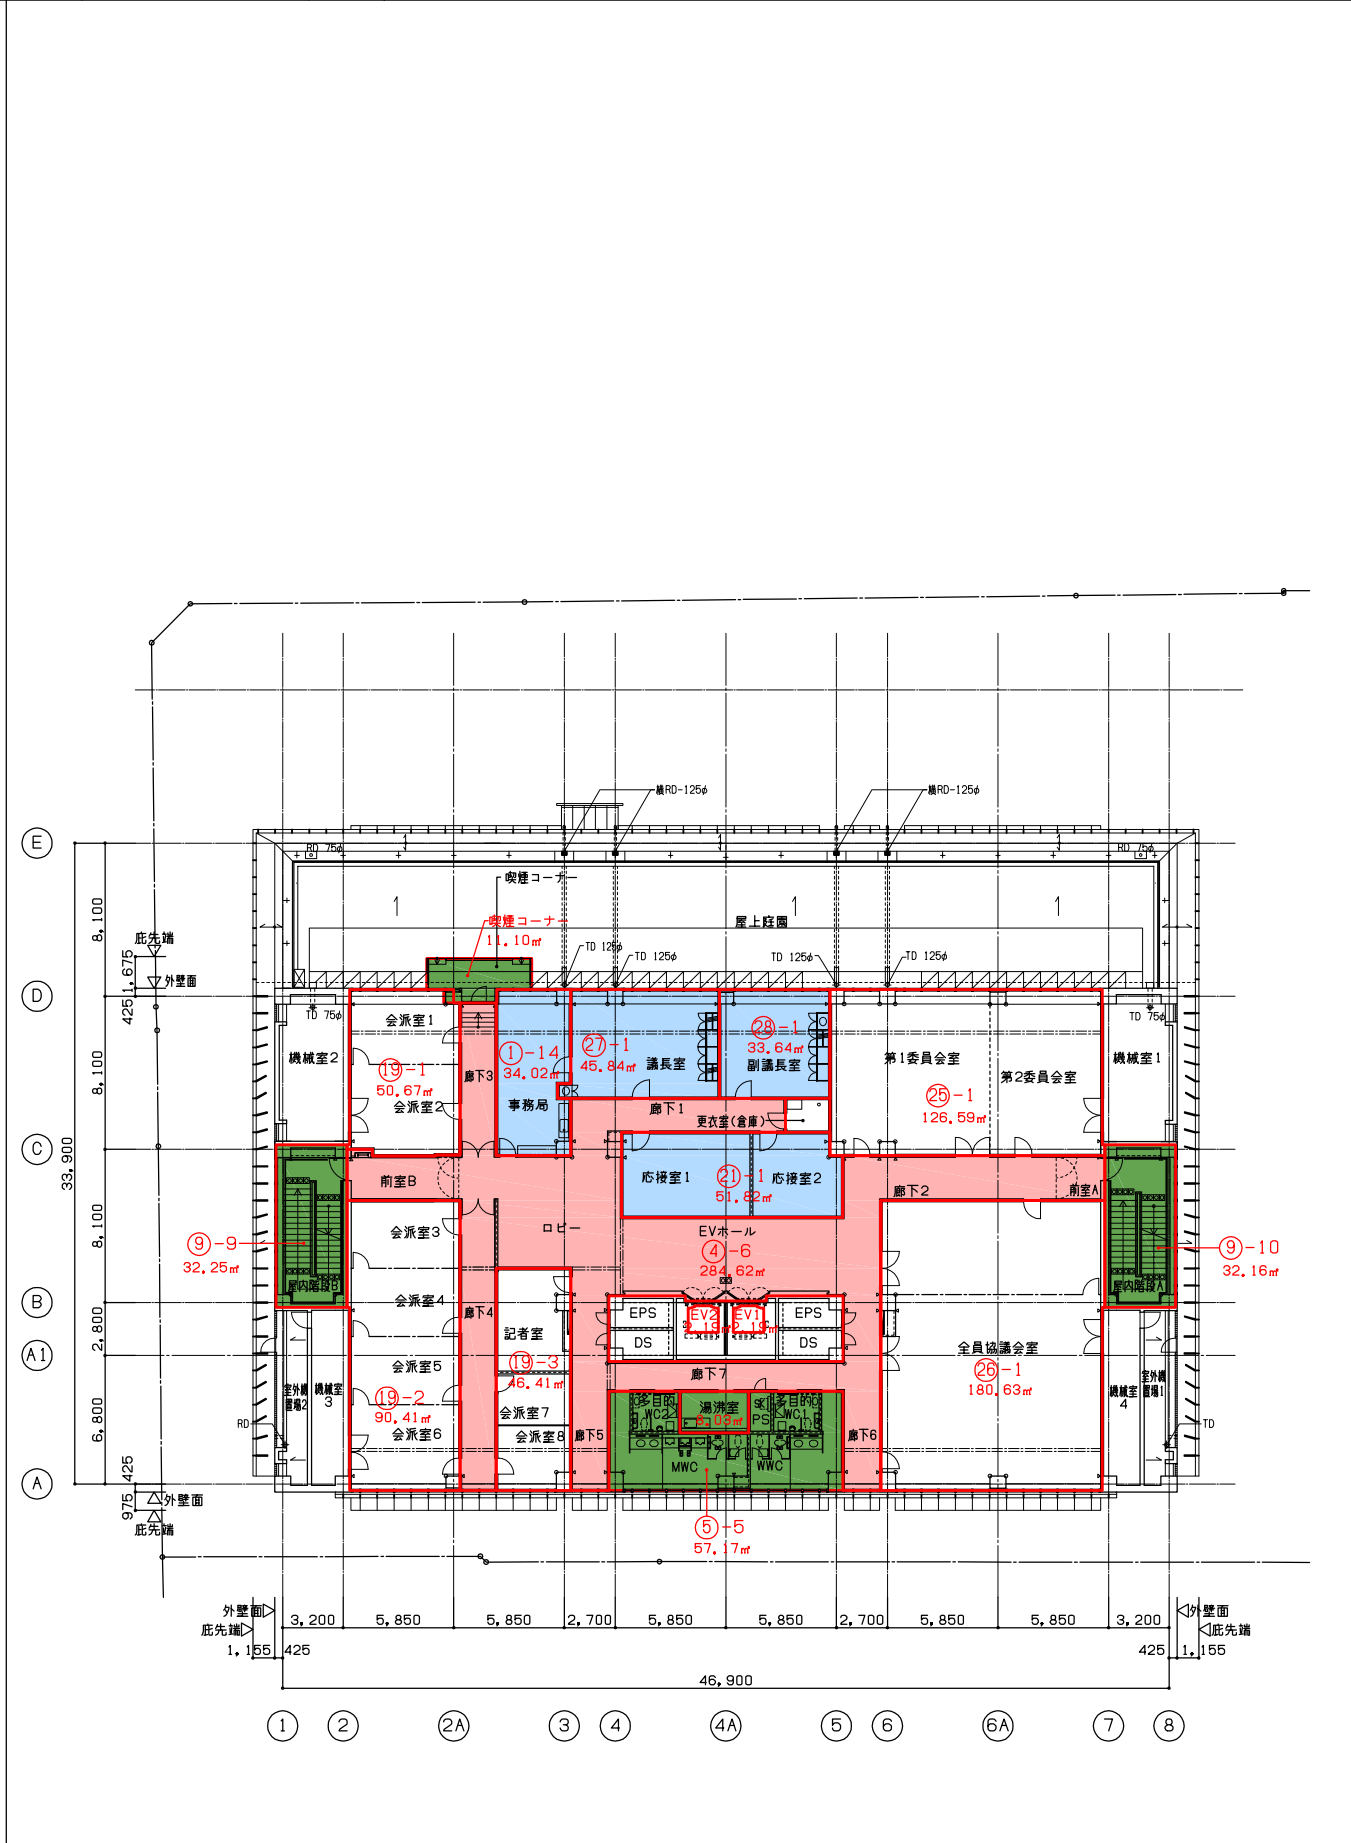 横RD-125φ
横RD-125φ
E
RD 75φ
RD 75φ
喫煙コーナー
8,100
1
1
1
喫煙コーナー
11.10㎡
屋上庭園
庇先端
TD 125φ
TD 125φ
TD 125φ
TD 125φ
1,675
外壁面
D
425
TD 75φ
TD 75φ
会派室1
機械室2
19-1
50.67㎡
会派室2
廊下3
1-14
34.02㎡
事務局
27-1
45.84㎡
議長室
28-1
33.64㎡
副議長室
第1委員会室
第2委員会室
機械室1
8,100
25-1
126.59㎡
廊下1
更衣室(倉庫)
C
33,900
前室B
応接室1
21-1
51.82㎡
応接室2
廊下2
前室A
8,100
会派室3
ロビー
EVホール
4-6
284.62㎡
9-9
32.25㎡
屋内階段B
9-10
32.16㎡
屋内階段A
B
会派室4
廊下4
EPS
EV2
EV1
EPS
2.19㎡
2,800
記者室
DS
DS
A1
全員協議会室
26-1
180.63㎡
会派室5
19-3
46.41㎡
廊下7
室外機
置場2
機械室
3
19-2
90.41㎡
機械室
4
室外機
置場1
6,800
多目的
WC2
湯沸室
SK
PS
多目的
WC1
会派室7
RD
会派室6
会派室8
廊下5
廊下6
TD
MWC
WWC
425
A
975
外壁面
庇先端
5-5
57.17㎡
外壁面
3,200
5,850
5,850
2,700
5,850
5,850
2,700
5,850
5,850
3,200
外壁面
庇先端
庇先端
1,155
425
425
1,155
46,900
1
2
2A
3
4
4A
5
6
6A
7
8